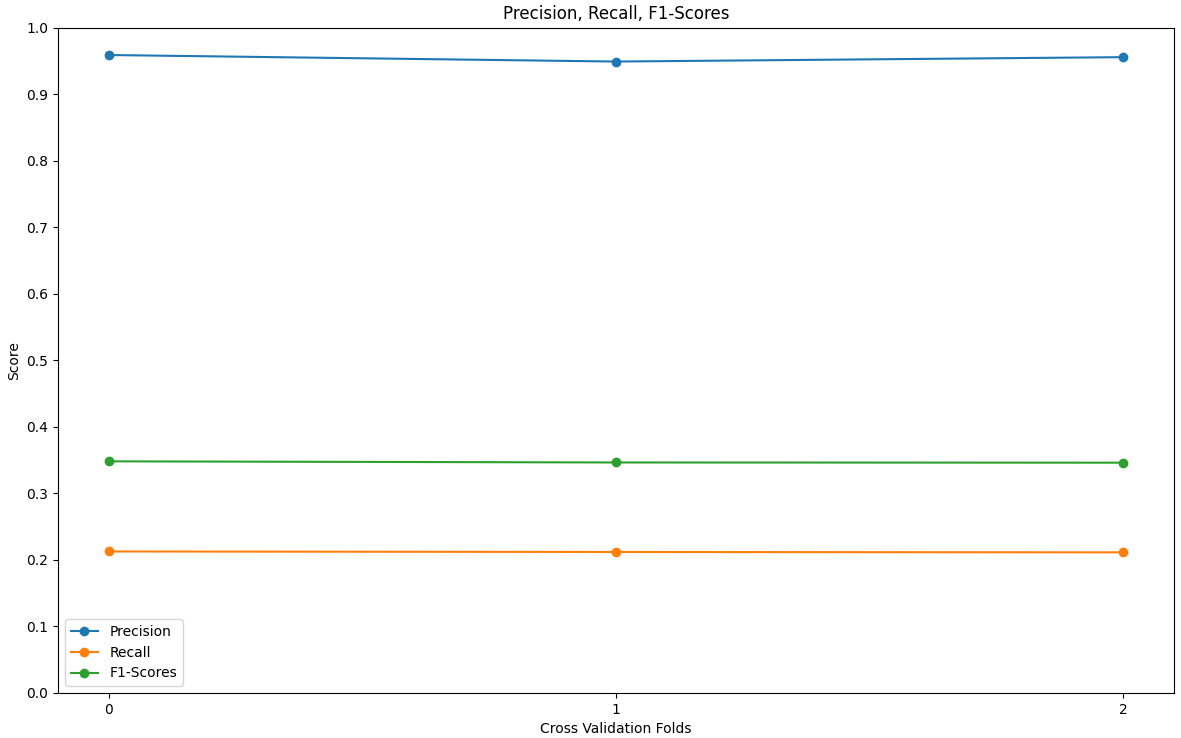 Precision, Recall, F1-Scores
1.0
0.9
0.8
0.7
0.6
0.5
0.4
0.3
0.2
0.1
0.0
Score
Precision
Recall
F1-Scores
0 1 2
Cross Validation Folds